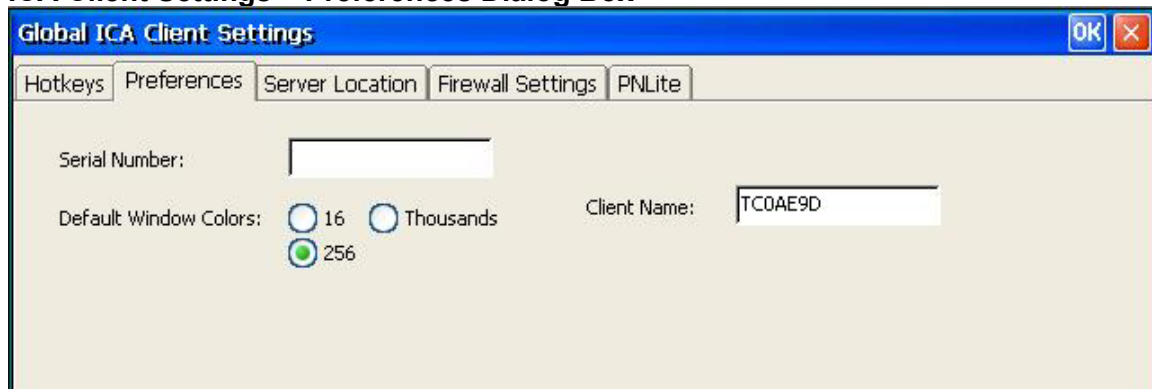 Global ICA Client Settings
OK
Hotkeys Preferences Server Location Firewall Settings PNLite
Serial Number:
Default Window Colors: 16 Thousands
256
Client Name: TC0AE9D